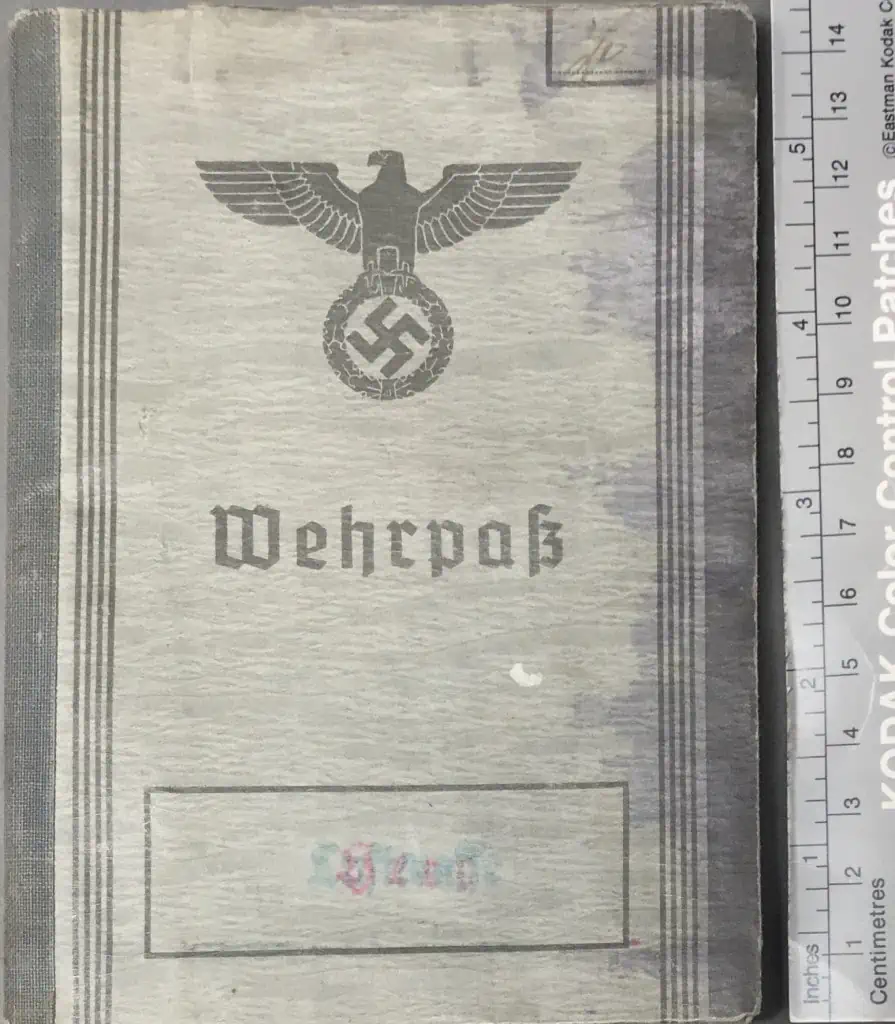 Wehrpaß
Inches 1 2 3 4 5
Centimetres 1 2 3 4 5 6 7 8 9 10 11 12 13 14
KODAK Color Control Patches
©Eastman Kodak